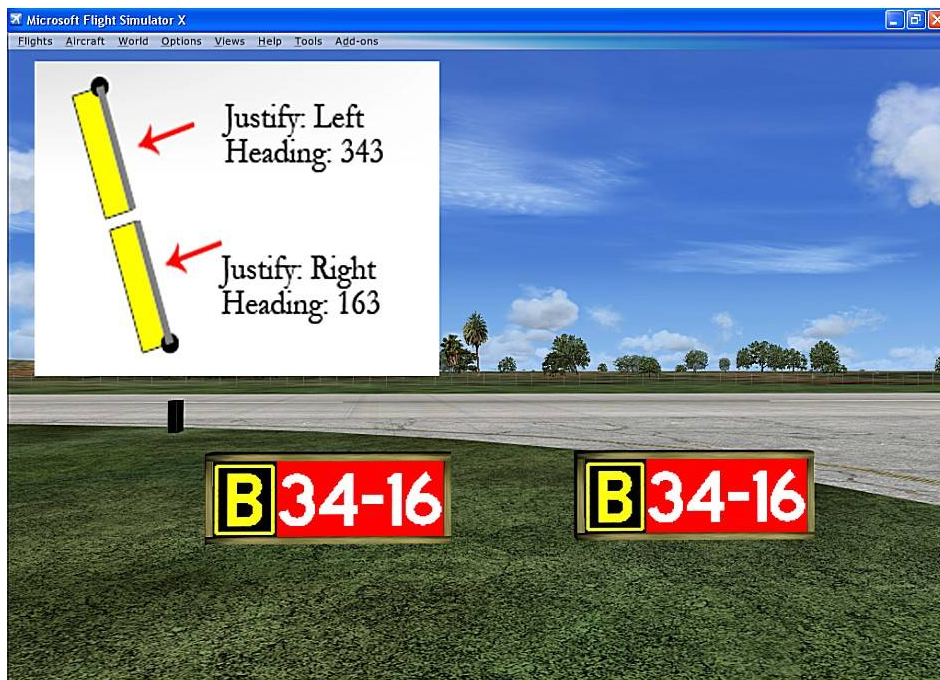 Microsoft Flight Simulator X
Flights Aircraft World Options Views Help Tools Add-ons
Justify: Left
Heading: 343
Justify: Right
Heading: 163
B 34-16
B 34-16